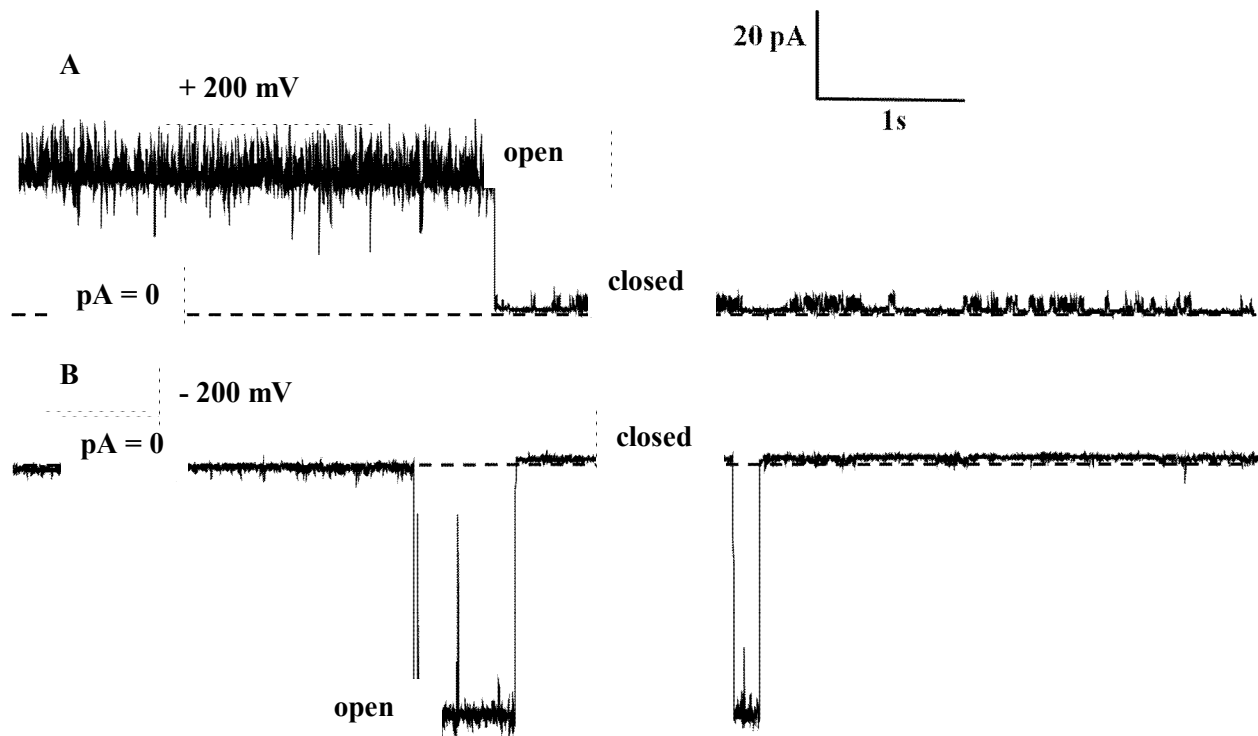 A
+ 200 mV
20 pA
1s
open
pA = 0
closed
B
- 200 mV
pA = 0
closed
open